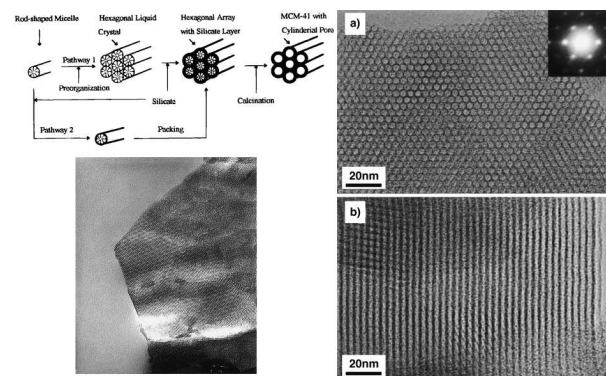 Rod-shaped Micelle
Hexagonal Liquid
Crystal
Hexagonal Array
with Silicate Layer
MCM-41 with
Cylinderial Pore
Pathway 1
Preorganization
Silicate
Calcination
Pathway 2
Packing
a)
20nm
b)
20nm